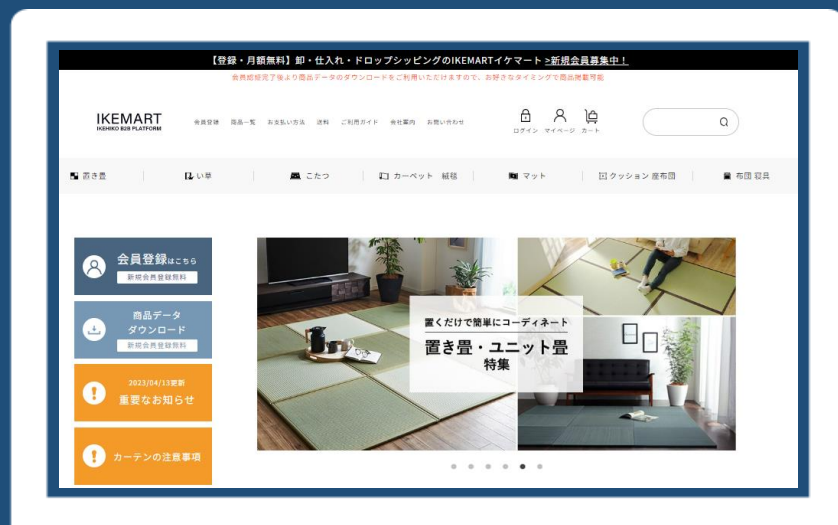 【登録・月額無料】卸・仕入れ・ドロップシッピングのIKEMARTイケマート >新規会員募集中！
会員登録完了後より商品データのダウンロードをご利用いただけますので、お好きなタイミングで商品掲載可能
IKEMART
IKEHIKO B2B PLATFORM
会員登録 商品一覧 お支払い方法 送料 ご利用ガイド 会社案内 お問い合わせ
ログイン マイページ カート
置き畳 い草 こたつ カーペット 絨毯 マット クッション 座布団 布団 寝具
会員登録はこちら
新規会員登録無料
商品データ
ダウンロード
新規会員登録無料
2023/04/13更新
重要なお知らせ
カーテンの注意事項
置くだけで簡単にコーディネート
置き畳・ユニット畳
特集